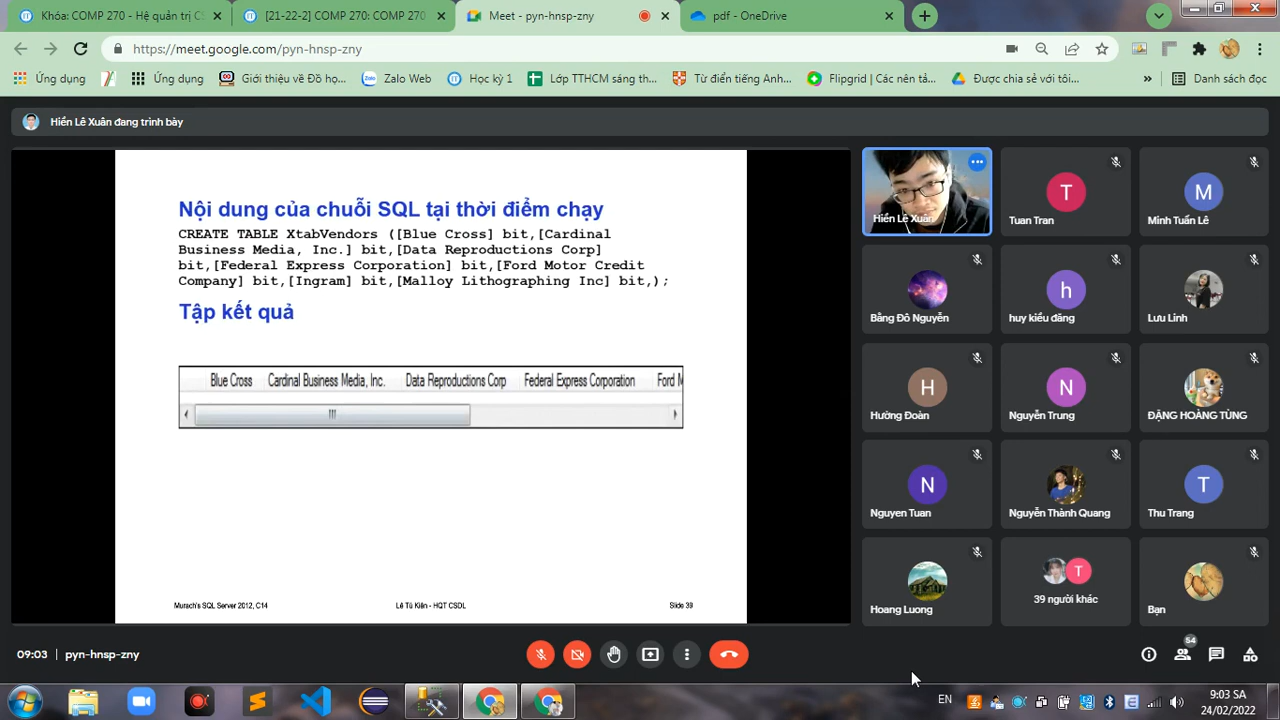 Khóa: COMP 270 - Hệ quản trị CS
[21-22-2] COMP 270: COMP 270
Meet - pyn-hnsp-zny
pdf - OneDrive
https://meet.google.com/pyn-hnsp-zny
Ứng dụng
Ứng dụng
Giới thiệu về Đồ họ...
Zalo Web
Học kỳ 1
Lớp TTHCM sáng th...
Từ điển tiếng Anh...
Flipgrid | Các nên tả...
Được chia sẻ với tôi...
»
Danh sách đọc
Hiển Lê Xuân đang trình bày
Nội dung của chuỗi SQL tại thời điểm chạy
CREATE TABLE XtabVendors ([Blue Cross] bit,[Cardinal
Business Media, Inc.] bit,[Data Reproductions Corp]
bit,[Federal Express Corporation] bit,[Ford Motor Credit
Company] bit,[Ingram] bit,[Malloy Lithographing Inc] bit,);
Tập kết quả
Blue Cross Cardinal Business Media, Inc. Data Reproductions Corp Federal Express Corporation Ford M
Murach's SQL Server 2012, C14
Lê Tú Kiên - HQT CSDL
Slide 39
Hiển Lê Xuân
T
Tuan Tran
M
Minh Tuấn Lê
Bằng Đô Nguyễn
h
huy kiều đăng
Lưu Linh
H
Hường Đoàn
N
Nguyễn Trung
ĐẶNG HOÀNG TÙNG
N
Nguyen Tuan
Nguyễn Thành Quang
T
Thu Trang
Hoang Luong
T
39 người khác
Bạn
09:03
pyn-hnsp-zny
54
EN
9:03 SA
24/02/2022